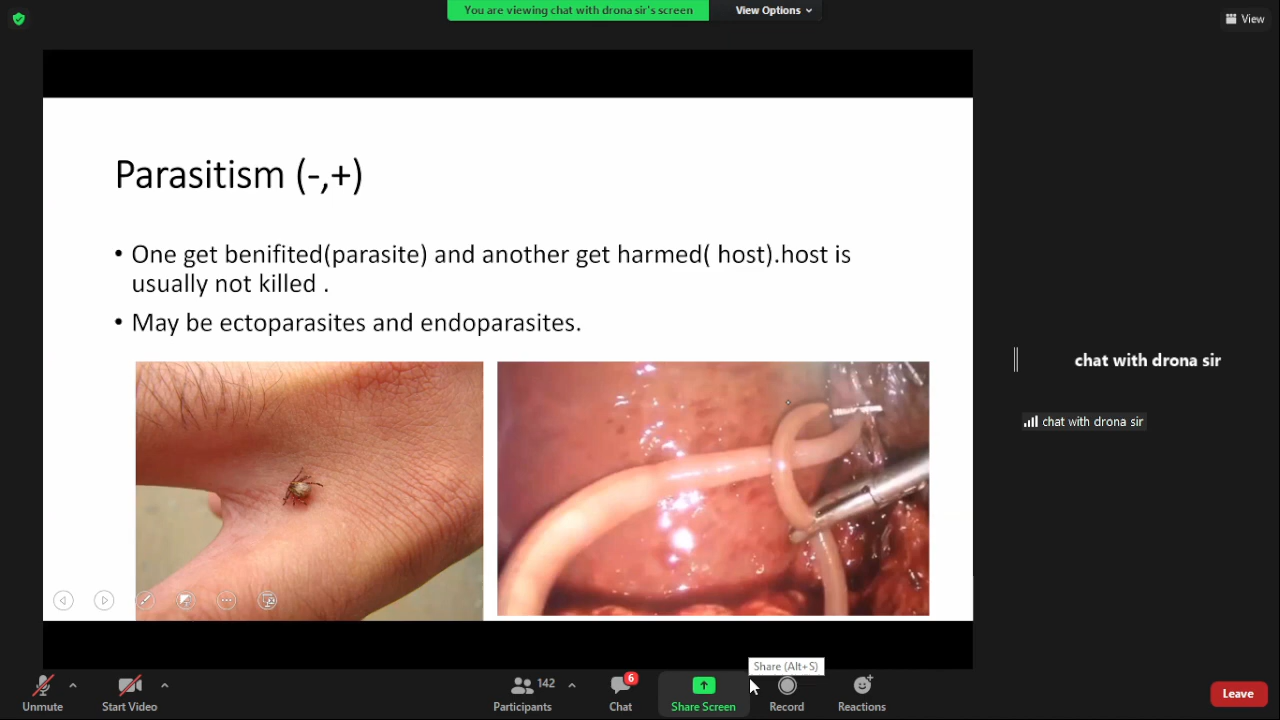 You are viewing chat with drona sir's screen
View Options
View
Parasitism (-,+)
• One get benifited(parasite) and another get harmed( host).host is
usually not killed .
• May be ectoparasites and endoparasites.
chat with drona sir
chat with drona sir
Share (Alt+S)
Unmute
Start Video
142
Participants
6
Chat
Share Screen
Record
Reactions
Leave